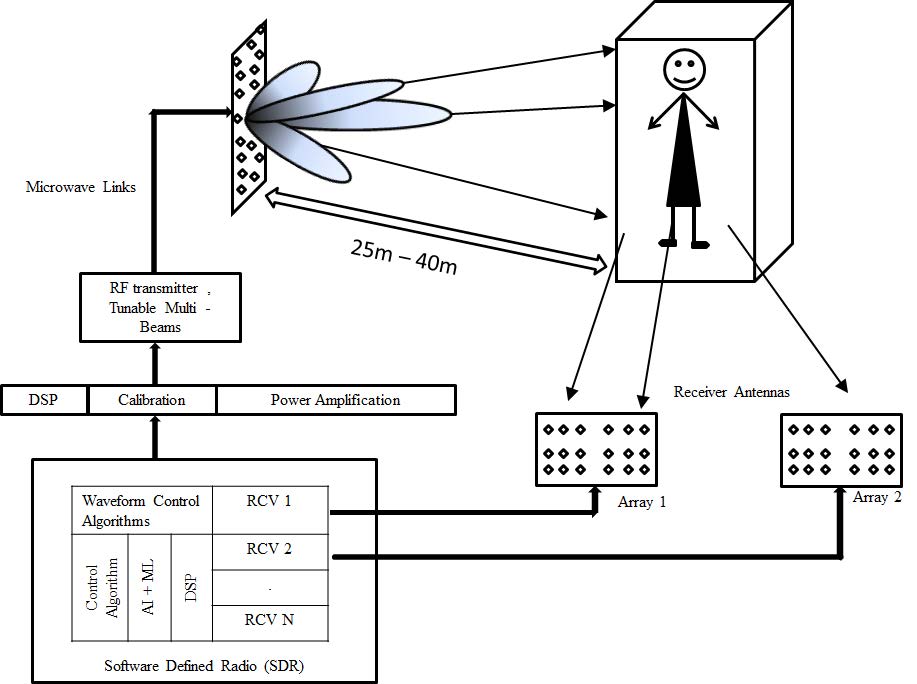 Microwave Links
25m – 40m
RF transmitter ,
Tunable Multi -
Beams
DSP
Calibration
Power Amplification
Receiver Antennas
Array 1
Array 2
Waveform Control
Algorithms
RCV 1
Control
Algorithm
AI + ML
DSP
RCV 2
.
RCV N
Software Defined Radio (SDR)